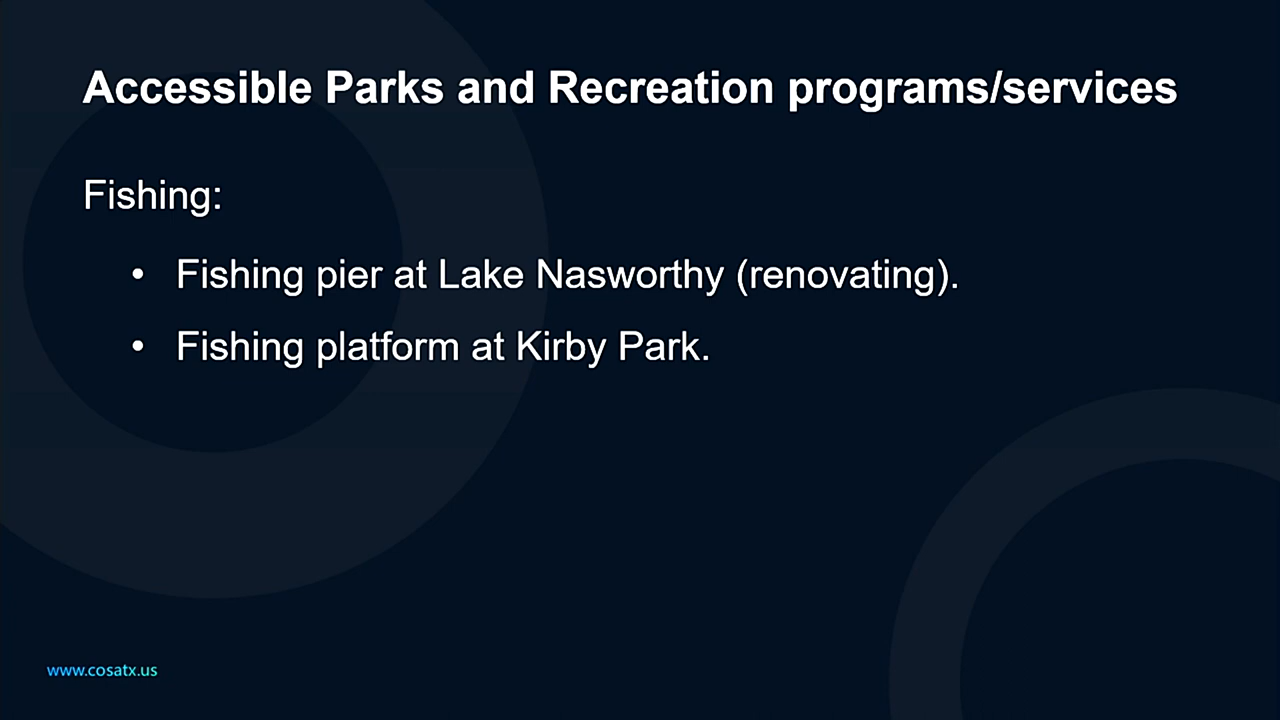 Accessible Parks and Recreation programs/services
Fishing:
• Fishing pier at Lake Nasworthy (renovating).
• Fishing platform at Kirby Park.
www.cosatx.us